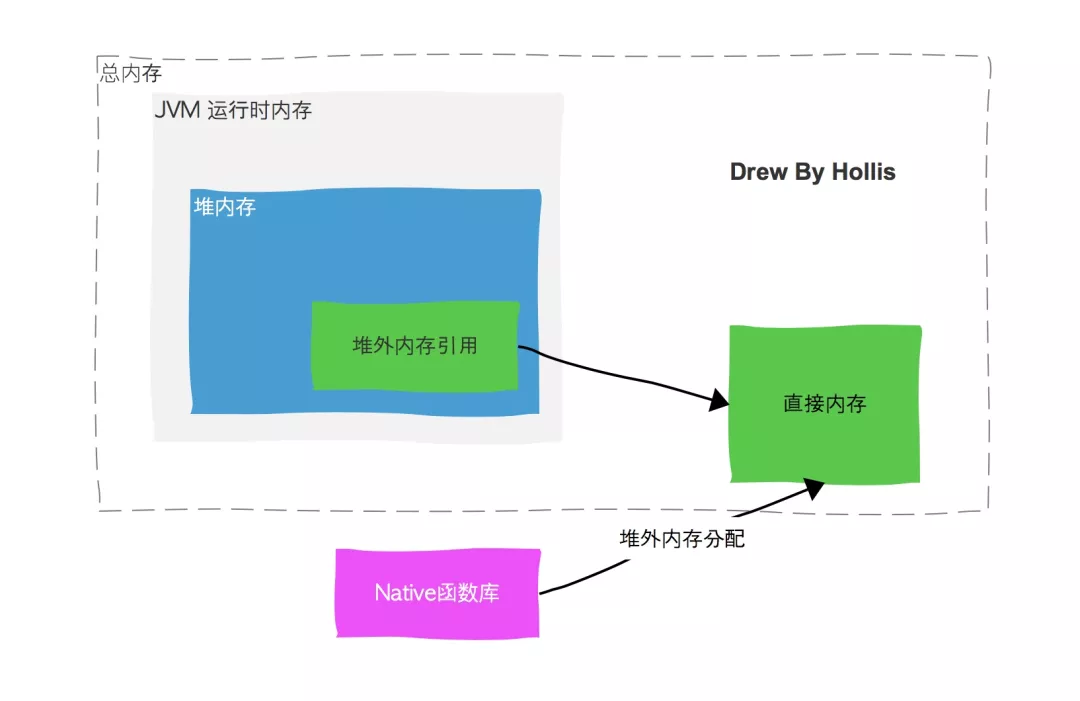 总内存
JVM 运行时内存
Drew By Hollis
堆内存
堆外内存引用
直接内存
堆外内存分配
Native函数库